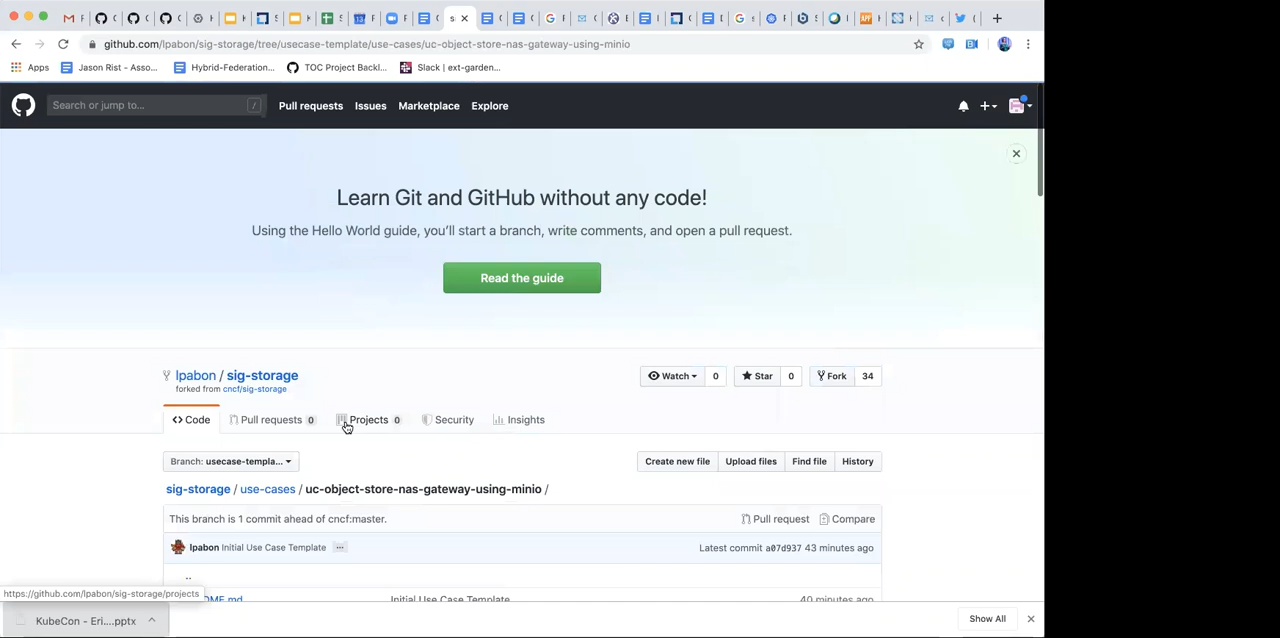 github.com/lpabon/sig-storage/tree/usecase-template/use-cases/uc-object-store-nas-gateway-using-minio
Apps Jason Rist – Asso... Hybrid-Federation... TOC Project Backl... Slack | ext-garden...
Search or jump to... / Pull requests Issues Marketplace Explore
Learn Git and GitHub without any code!
Using the Hello World guide, you’ll start a branch, write comments, and open a pull request.
Read the guide
lpabon / sig-storage Watch 0 Star 0 Fork 34
forked from cncf/sig-storage
Code Pull requests 0 Projects 0 Security Insights
Branch: usecase-templa... Create new file Upload files Find file History
sig-storage / use-cases / uc-object-store-nas-gateway-using-minio /
This branch is 1 commit ahead of cncf:master. Pull request Compare
lpabon Initial Use Case Template ... Latest commit a07d937 43 minutes ago
..
Initial Use Case Template 40 minutes ago
https://github.com/lpabon/sig-storage/projects
KubeCon - Eri....pptx Show All